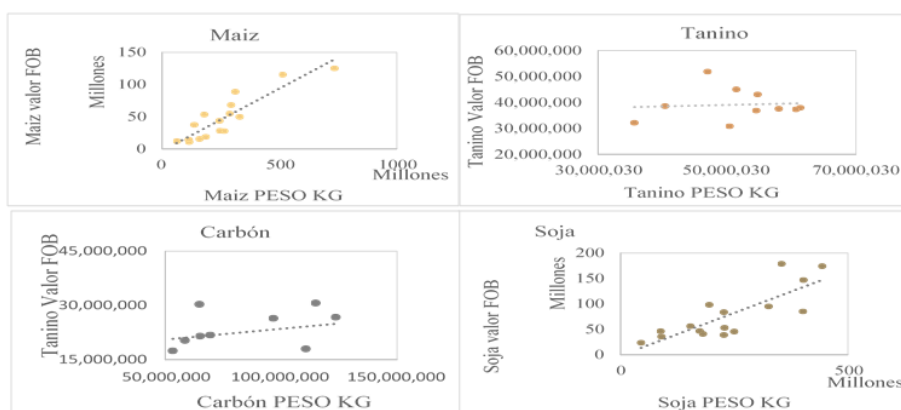 Maiz
Maiz valor FOB
Millones
150
100
50
0
0
500
1000
Millones
Maiz PESO KG
Tanino
Tanino Valor FOB
60,000,000
50,000,000
40,000,000
30,000,000
20,000,000
30,000,030
50,000,030
70,000,030
Tanino PESO KG
Carbón
Tanino Valor FOB
45,000,000
30,000,000
15,000,000
50,000,000
100,000,000
150,000,000
Carbón PESO KG
Soja
Soja valor FOB
Millones
200
150
100
50
0
0
500
Millones
Soja PESO KG